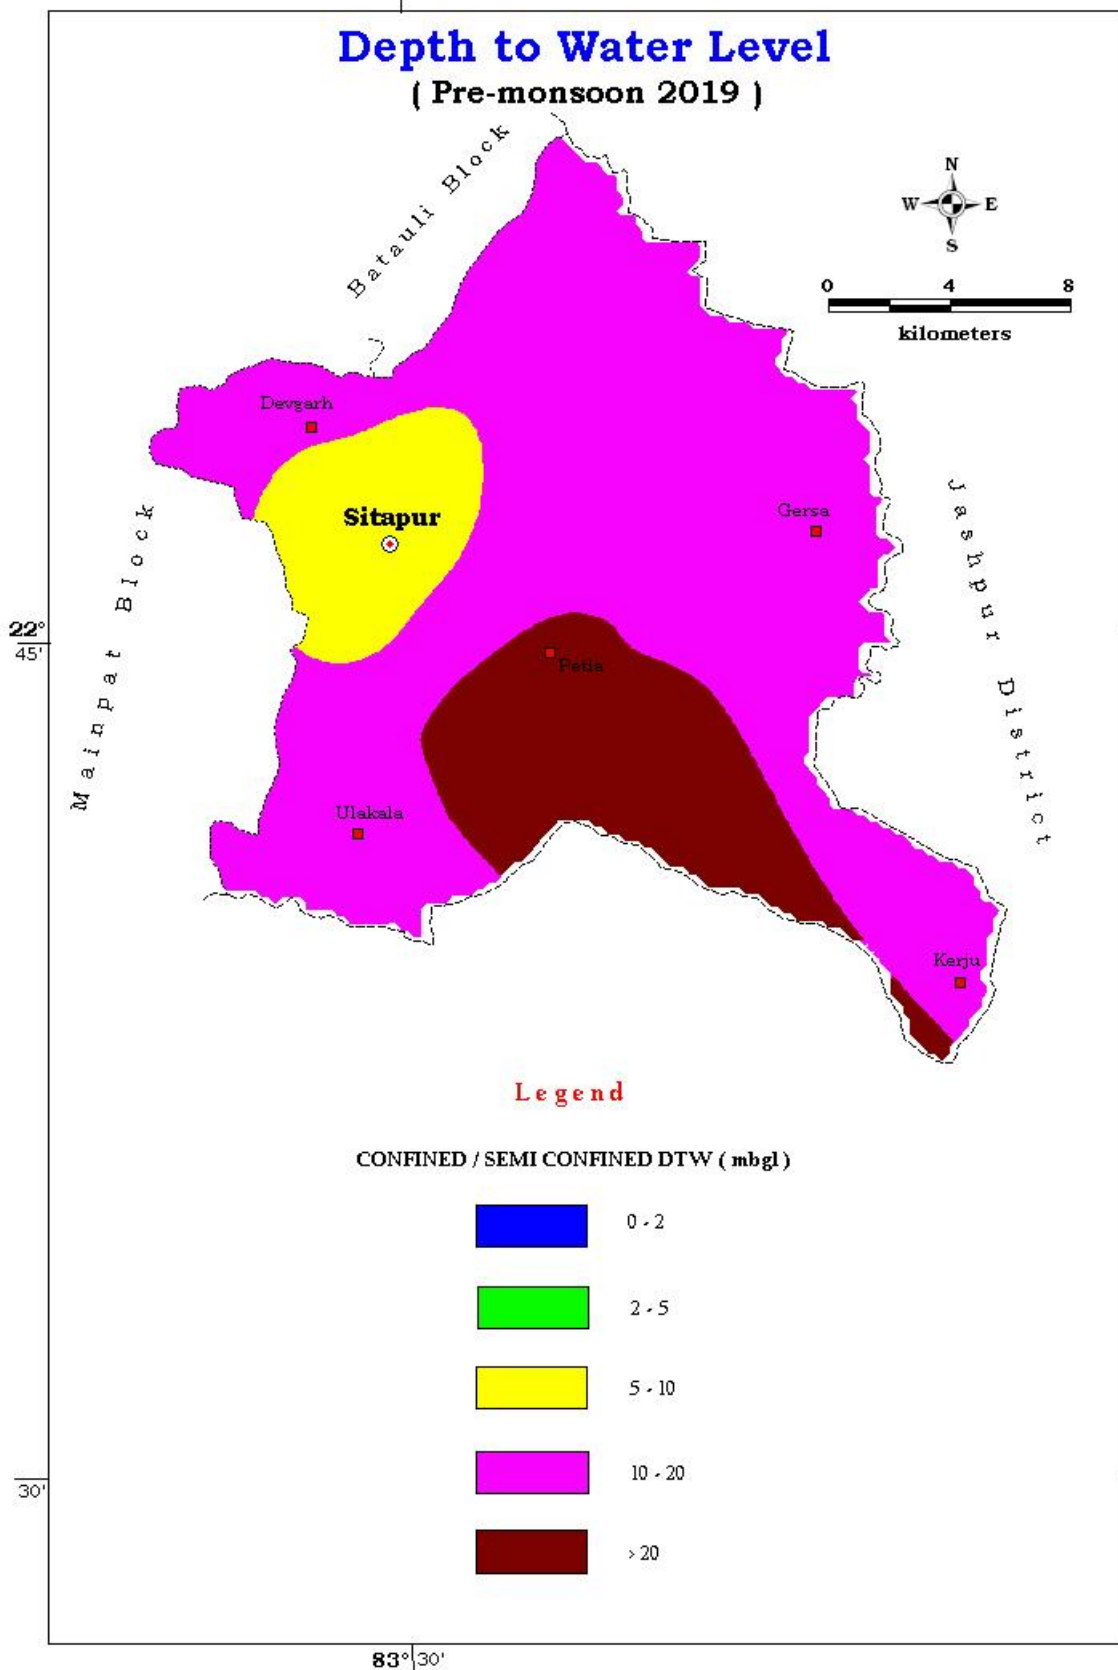 Depth to Water Level
( Pre-monsoon 2019 )
Batauli Block
N
W E
S
0 4 8
kilometers
Devgarh
Mainpat Block
Sitapur
Gersa
Jashpur District
22°
45'
Petla
Ulakala
Kerju
Legend
CONFINED / SEMI CONFINED DTW ( mbgl )
0 - 2
2 - 5
5 - 10
10 - 20
30'
> 20
83° 30'